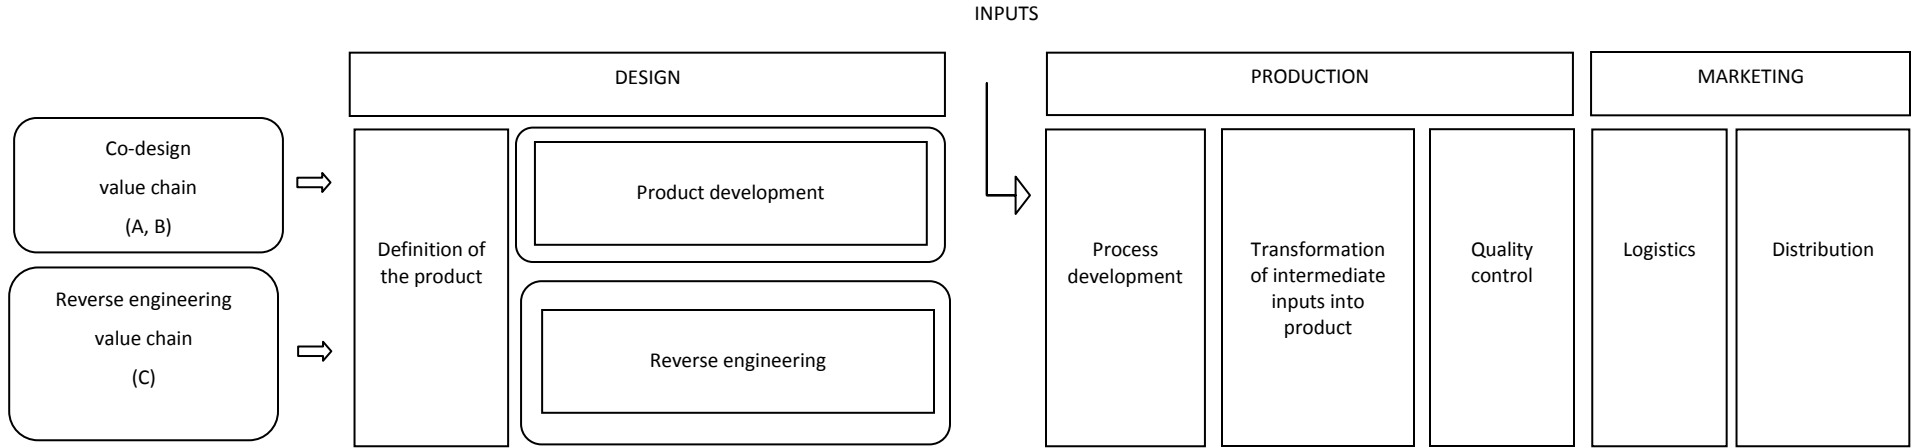 INPUTS
DESIGN
PRODUCTION
MARKETING
Co-design
value chain
(A, B)
Reverse engineering
value chain
(C)
Definition of
the product
Product development
Reverse engineering
Process
development
Transformation
of intermediate
inputs into
product
Quality
control
Logistics
Distribution